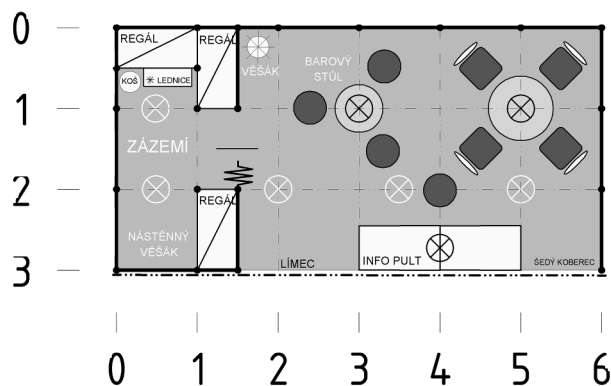 0
REGÁL
REGÁL
VĚŠÁK
BAROVÝ
STŮL
KOŠ
* LEDNICE
1
ZÁZEMÍ
2
REGÁL
NÁSTĚNNÝ
VĚŠÁK
LÍMEC
INFO PULT
ŠEDÝ KOBEREC
3
0 1 2 3 4 5 6